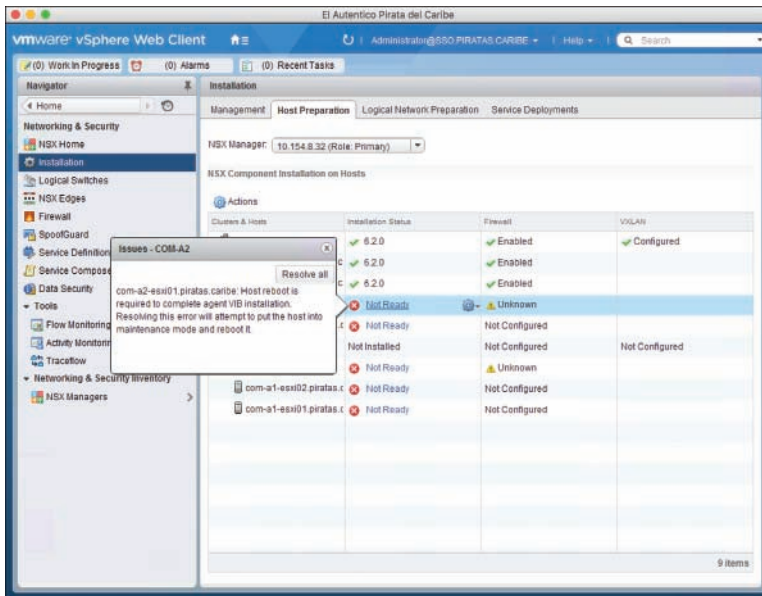 El Autentico Pirata del Caribe
vmware® vSphere Web Client
Administrator@SSO.PIRATAS.CARIBE
Help
Search
(0) Work In Progress
(0) Alarms
(0) Recent Tasks
Navigator
Home
Networking & Security
NSX Home
Installation
Logical Switches
NSX Edges
Firewall
SpoofGuard
Service Definition
Service Compose
Data Security
Tools
Flow Monitoring
Activity Monitorin
Traceflow
Networking & Security Inventory
NSX Managers
Installation
Management
Host Preparation
Logical Network Preparation
Service Deployments
NSX Manager: 10.154.8.32 (Role: Primary)
NSX Component Installation on Hosts
Actions
Clusters & Hosts Installation Status Firewall VXLAN
6.2.0 Enabled Configured
c 6.2.0 Enabled
c 6.2.0 Enabled
Not Ready Unknown
Not Ready Not Configured
Not Installed Not Configured Not Configured
Not Ready Unknown
com-a1-esxi02.piratas.c Not Ready Not Configured
com-a1-esxi01.piratas.c Not Ready Not Configured
9 items
Issues - COM-A2
Resolve all
com-a2-esxi01.piratas.caribe: Host reboot is
required to complete agent VIB installation.
Resolving this error will attempt to put the host into
maintenance mode and reboot it.